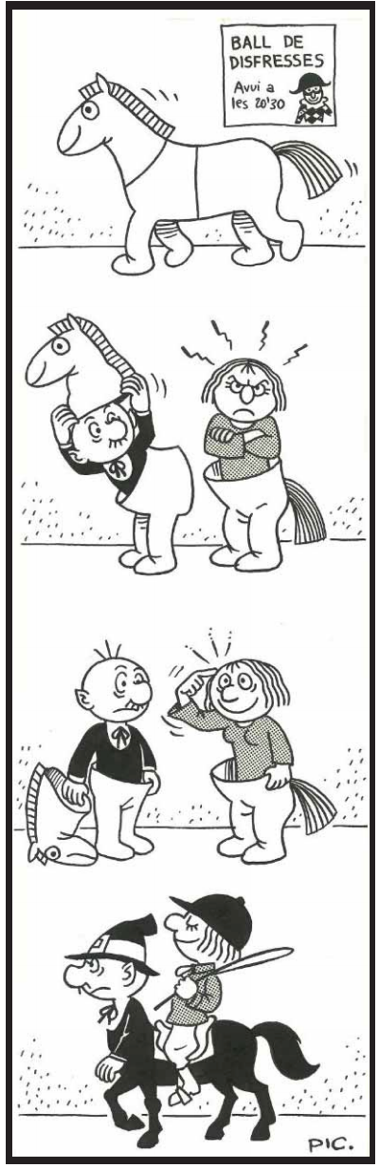 BALL DE
DISFRESSES
Avui a
les 20'30
PIC.